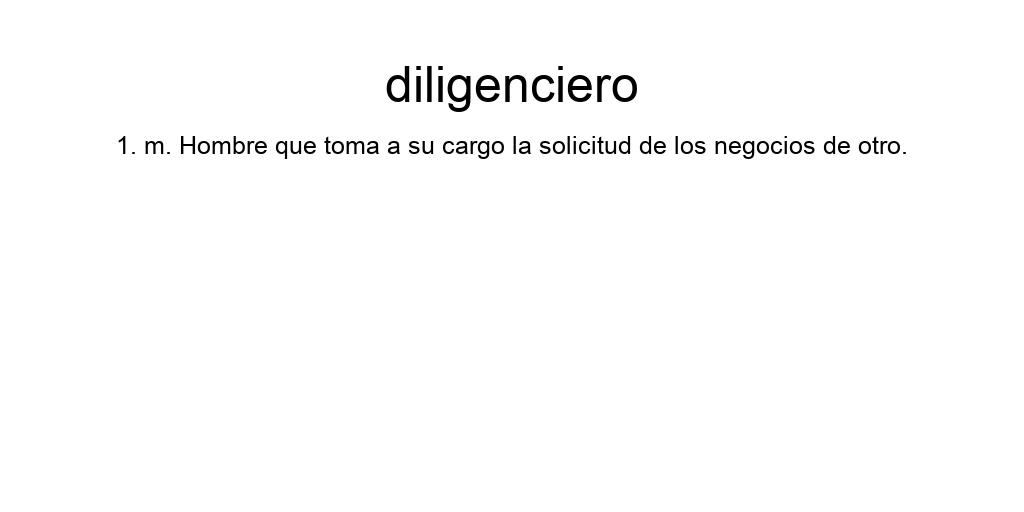 diligenciero
1. m. Hombre que toma a su cargo la solicitud de los negocios de otro.